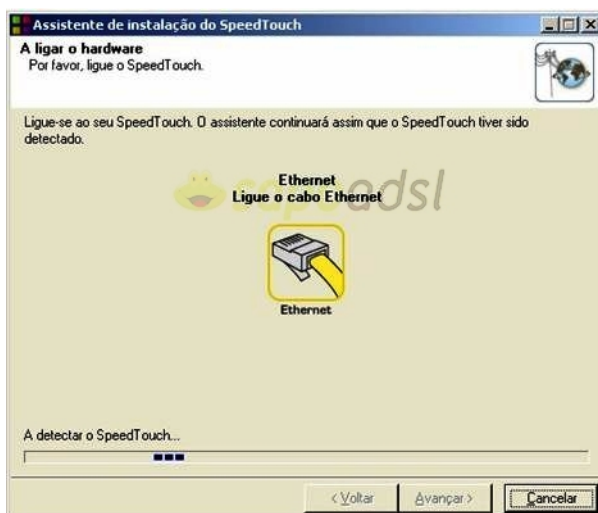 Assistente de instalação do SpeedTouch
A ligar o hardware
Por favor, ligue o SpeedTouch.
Ligue-se ao seu SpeedTouch. O assistente continuará assim que o SpeedTouch tiver sido
detectado.
Ethernet
Ligue o cabo Ethernet
sapo adsl
Ethernet
A detectar o SpeedTouch...
< Voltar
Avançar >
Cancelar